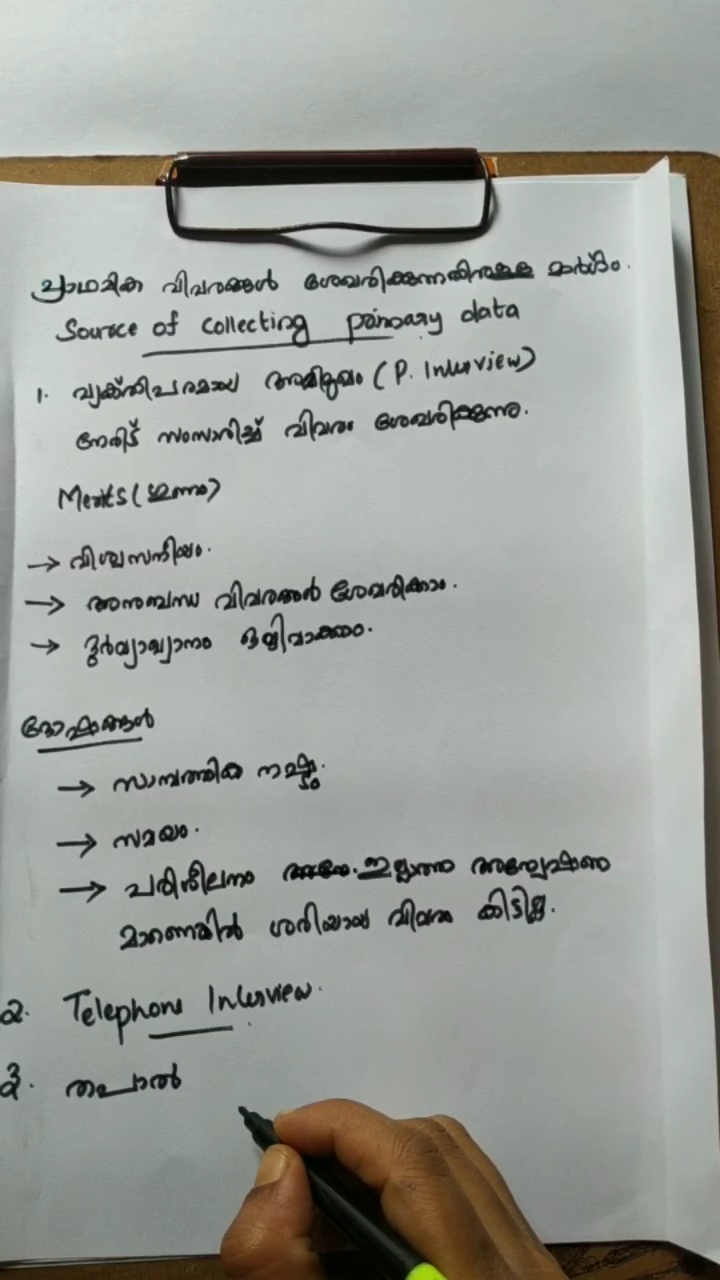 പ്രാഥമിക വിവരങ്ങൾ ശേഖരിക്കുന്നതിനുള്ള മാർഗ്ഗം.
Source of collecting primary data
1. വ്യക്തിപരമായ അഭിമുഖം (P. Interview)
നേരിട്ട് സംസാരിച്ച് വിവരം ശേഖരിക്കുന്നു.
Merits (ഗുണം)
→ വിശ്വസനീയം.
→ അനുബന്ധ വിവരങ്ങൾ ശേഖരിക്കാം.
→ ദുർവ്യാഖ്യാനം ഒഴിവാക്കാം.
ദോഷങ്ങൾ
→ സാമ്പത്തിക നഷ്ടം.
→ സമയം.
→ പരിശീലനം ഇല്ലാത്ത അന്വേഷണ
മാണെങ്കിൽ ശരിയായ വിവരം കിട്ടില്ല.
2. Telephone Interview.
3. തപാൽ